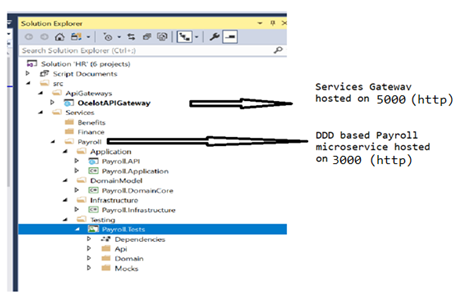 Solution Explorer
Search Solution Explorer (Ctrl+;)
Solution 'HR' (6 projects)
Script Documents
src
ApiGateways
OcelotAPIGateway
Services
Benefits
Finance
Payroll
Application
Payroll.API
Payroll.Application
DomainModel
Payroll.DomainCore
Infrastructure
Payroll.Infrastructure
Testing
Payroll.Tests
Dependencies
Api
Domain
Mocks
Services Gateway
hosted on 5000 (http)
DDD based Payroll
microservice hosted
on 3000 (http)